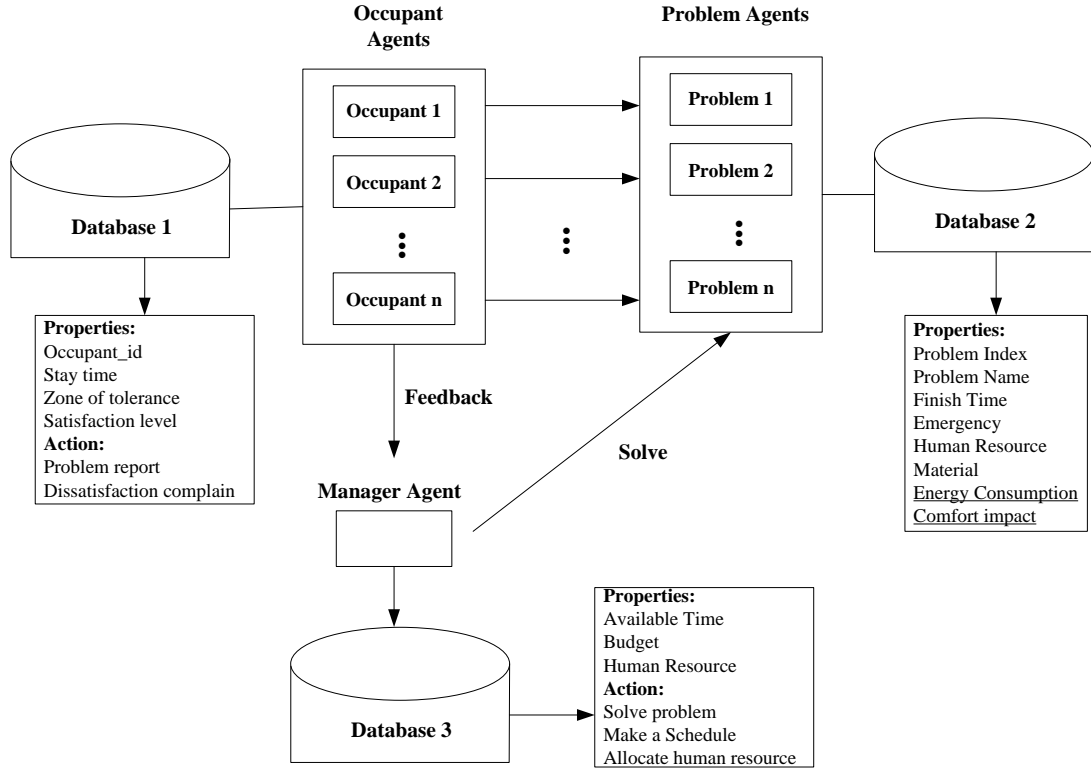 Occupant
Agents
Problem Agents
Occupant 1
Problem 1
Occupant 2
Problem 2
Database 1
Database 2
Occupant n
Problem n
Properties:
Occupant_id
Stay time
Zone of tolerance
Satisfaction level
Action:
Problem report
Dissatisfaction complain
Feedback
Solve
Properties:
Problem Index
Problem Name
Finish Time
Emergency
Human Resource
Material
Energy Consumption
Comfort impact
Manager Agent
Database 3
Properties:
Available Time
Budget
Human Resource
Action:
Solve problem
Make a Schedule
Allocate human resource